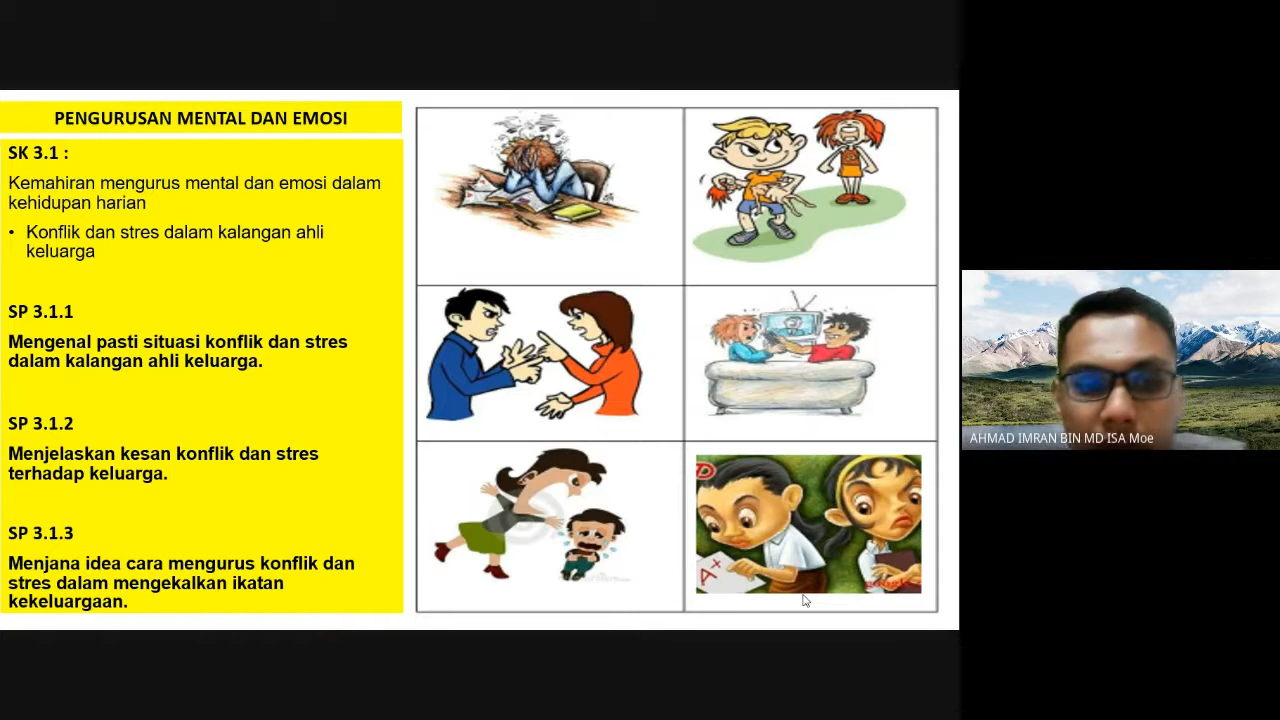 PENGURUSAN MENTAL DAN EMOSI
SK 3.1 :
Kemahiran mengurus mental dan emosi dalam
kehidupan harian
• Konflik dan stres dalam kalangan ahli
keluarga
SP 3.1.1
Mengenal pasti situasi konflik dan stres
dalam kalangan ahli keluarga.
SP 3.1.2
Menjelaskan kesan konflik dan stres
terhadap keluarga.
SP 3.1.3
Menjana idea cara mengurus konflik dan
stres dalam mengekalkan ikatan
kekeluargaan.
D
A+
AHMAD IMRAN BIN MD ISA Moe